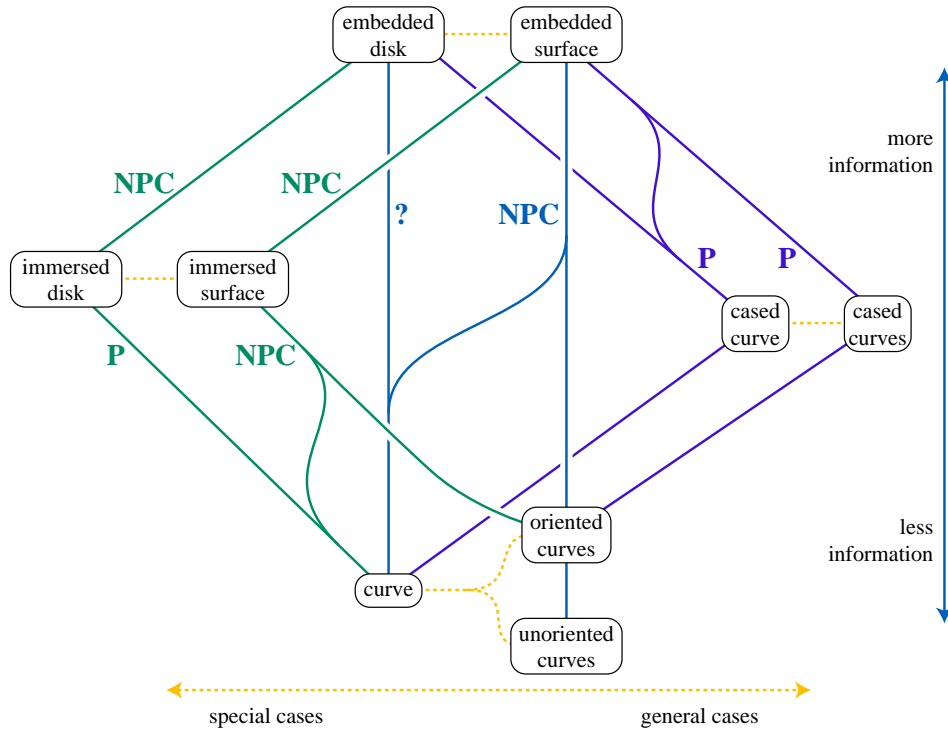 embedded
disk
embedded
surface
more
information
NPC
NPC
?
NPC
P
P
immersed
disk
immersed
surface
cased
curve
cased
curves
P
NPC
oriented
curves
less
information
curve
unoriented
curves
special cases
general cases